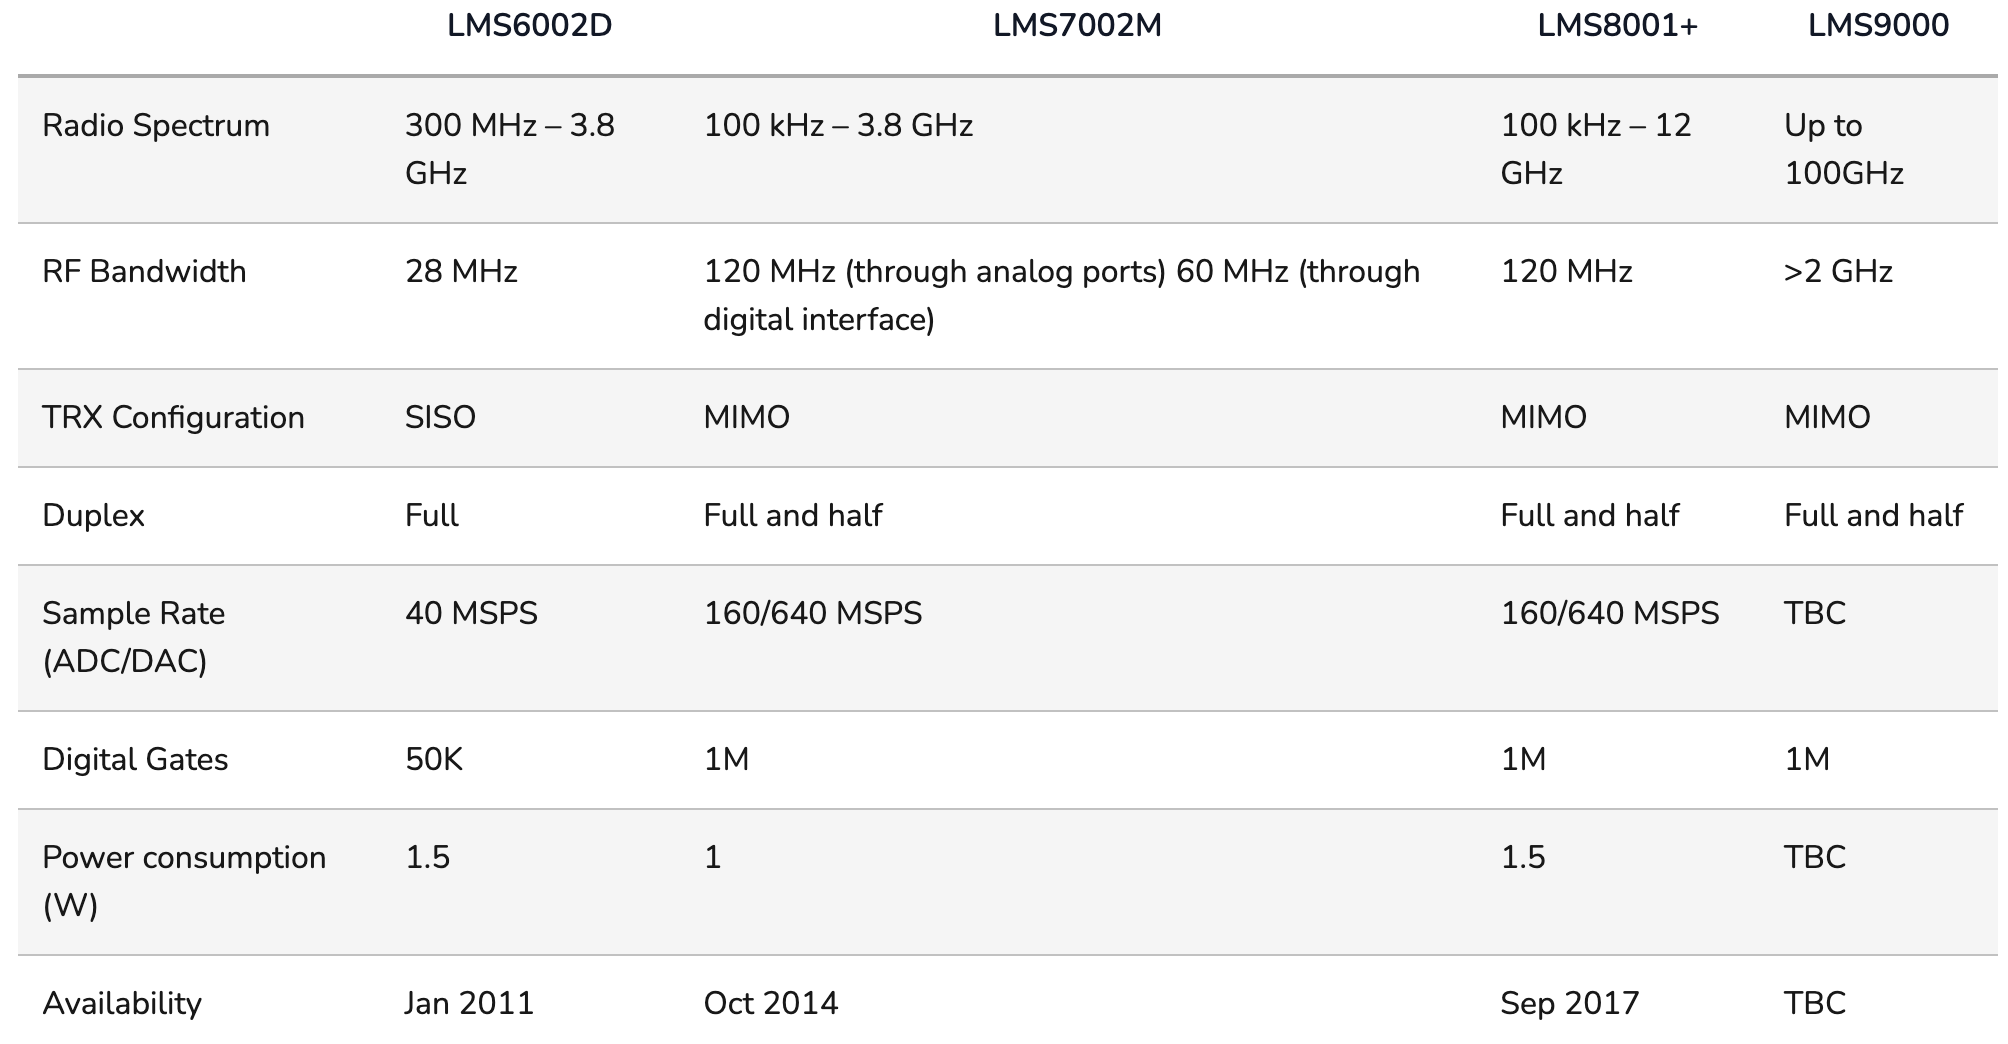 LMS6002D LMS7002M LMS8001+ LMS9000
Radio Spectrum 300 MHz – 3.8 100 kHz – 3.8 GHz 100 kHz – 12 Up to
GHz GHz 100GHz
RF Bandwidth 28 MHz 120 MHz (through analog ports) 60 MHz (through 120 MHz >2 GHz
digital interface)
TRX Configuration SISO MIMO MIMO MIMO
Duplex Full Full and half Full and half Full and half
Sample Rate 40 MSPS 160/640 MSPS 160/640 MSPS TBC
(ADC/DAC)
Digital Gates 50K 1M 1M 1M
Power consumption 1.5 1 1.5 TBC
(W)
Availability Jan 2011 Oct 2014 Sep 2017 TBC